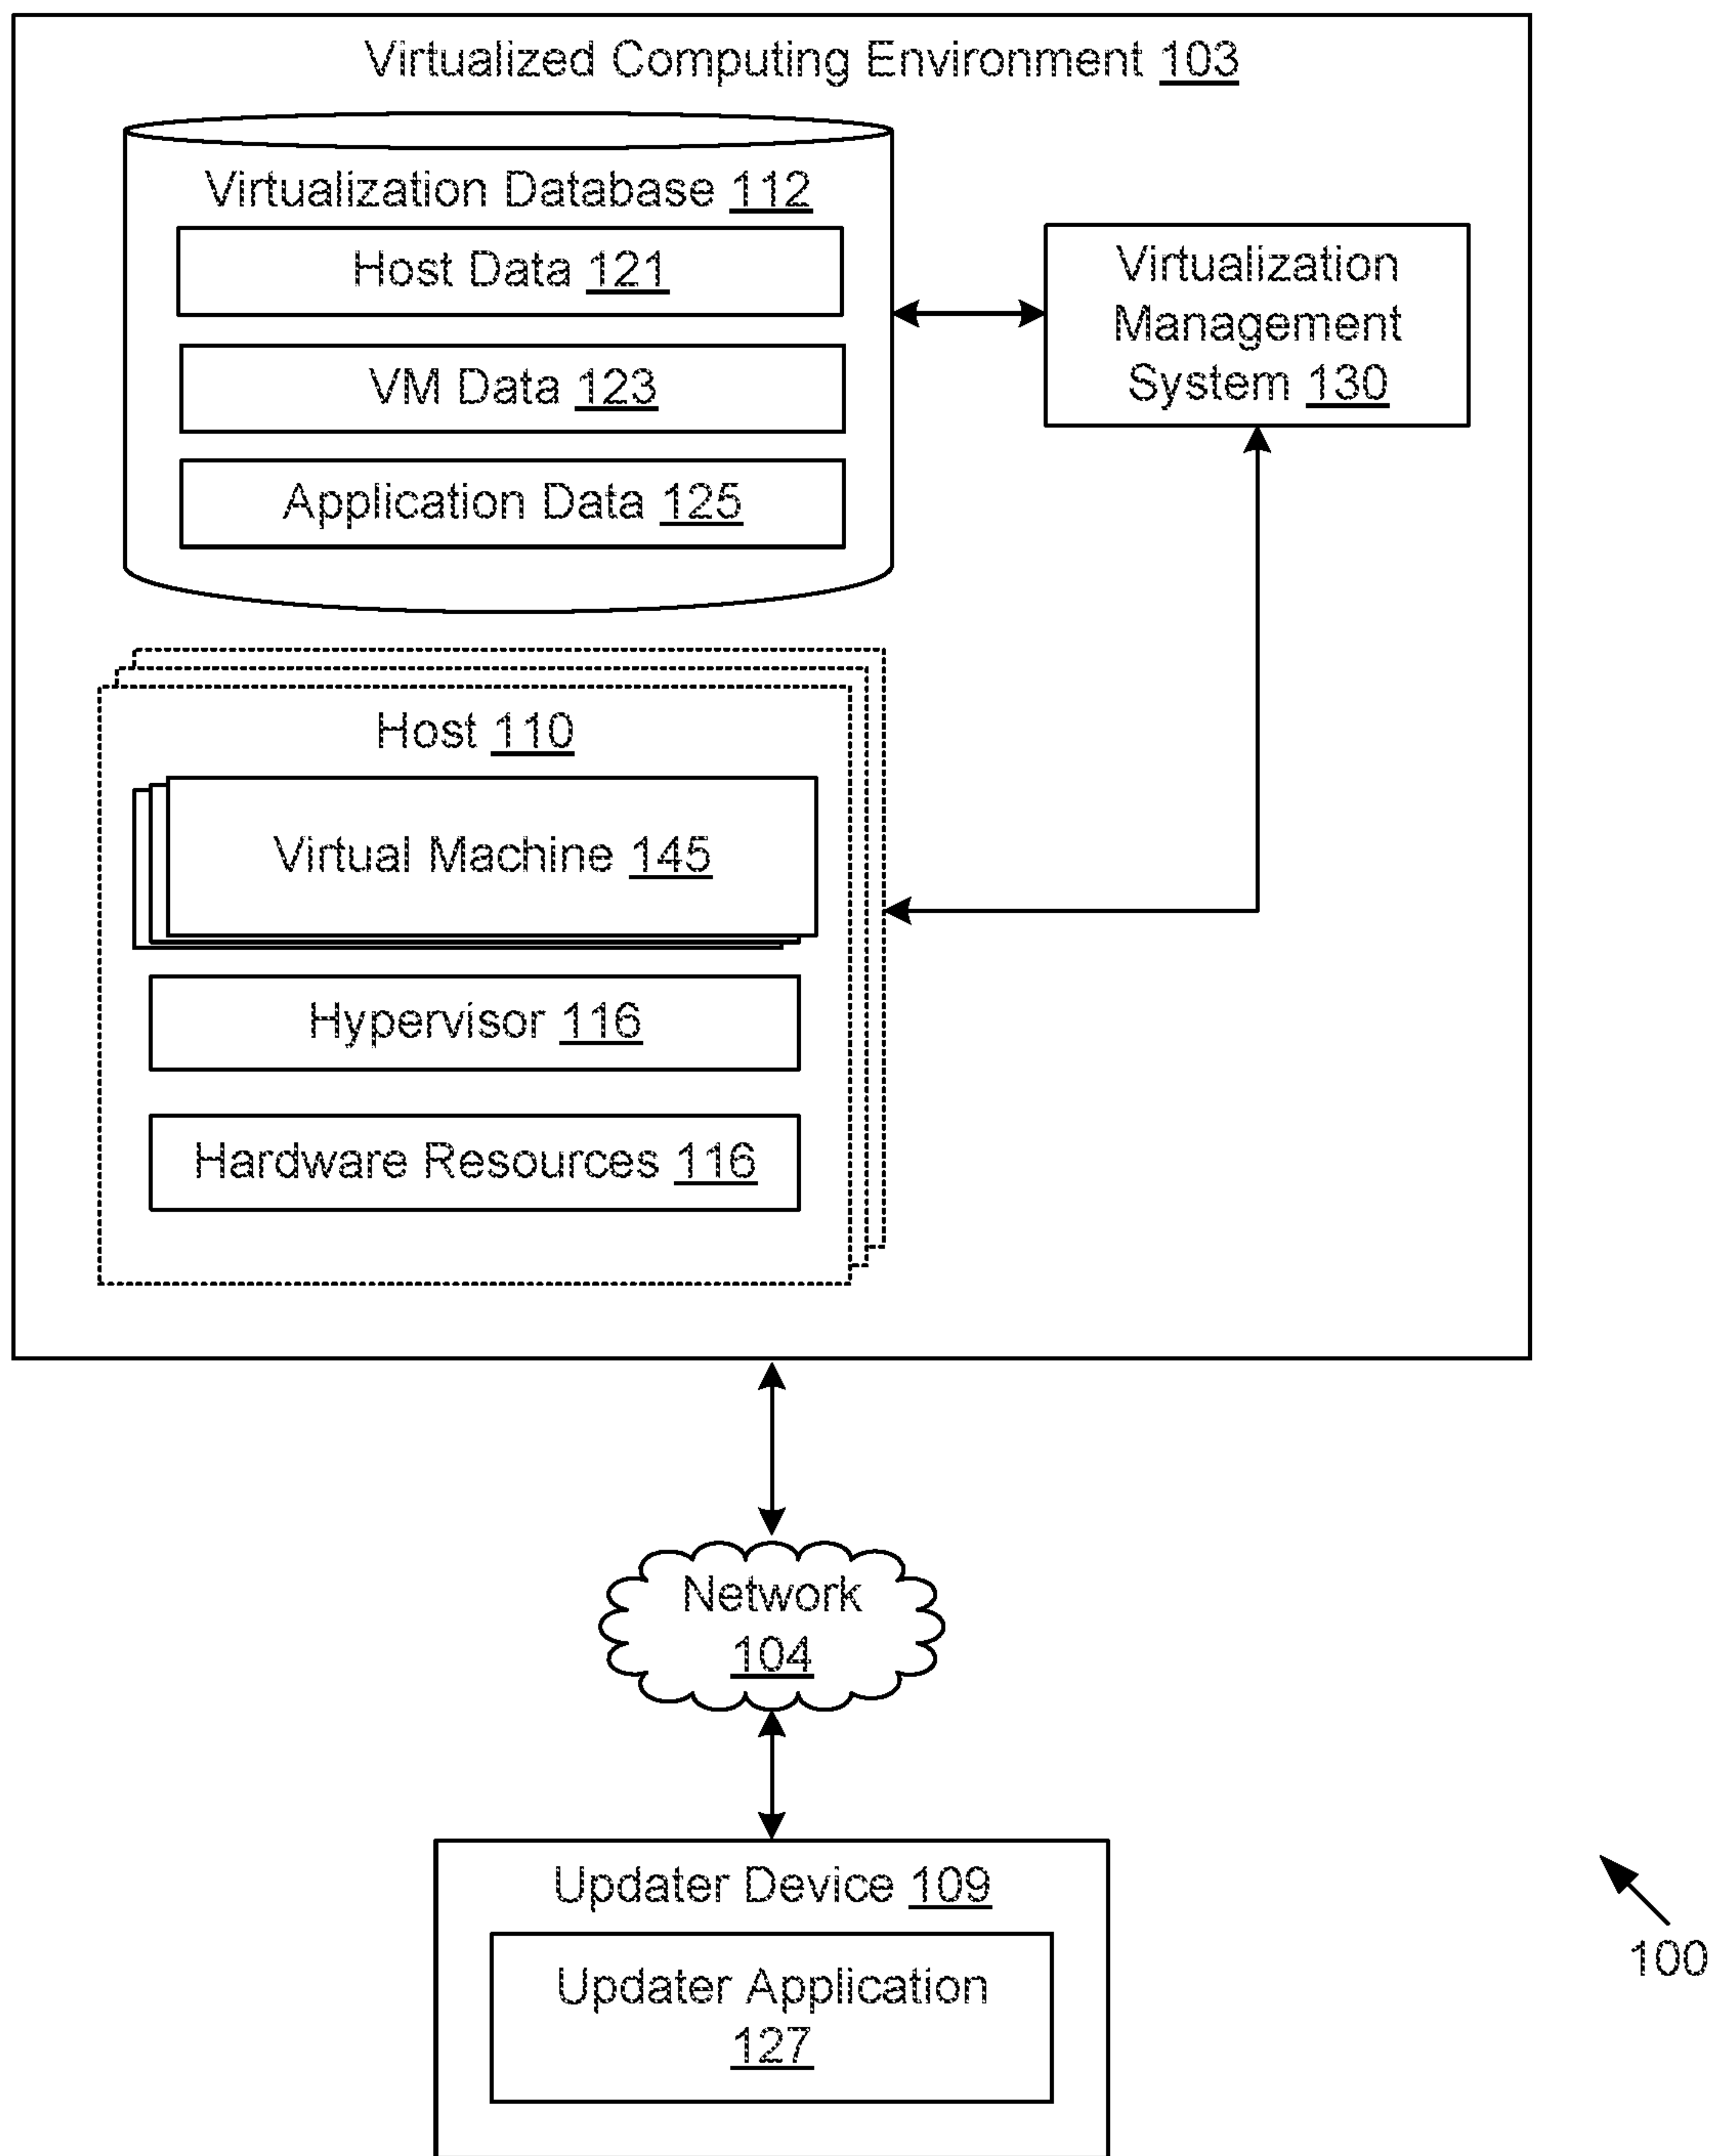 Virtualized Computing Environment 103
Virtualization Database 112
Host Data 121
VM Data 123
Application Data 125
Virtualization
Management
System 130
Host 110
Virtual Machine 145
Hypervisor 116
Hardware Resources 116
Network
104
Updater Device 109
Updater Application
127
100